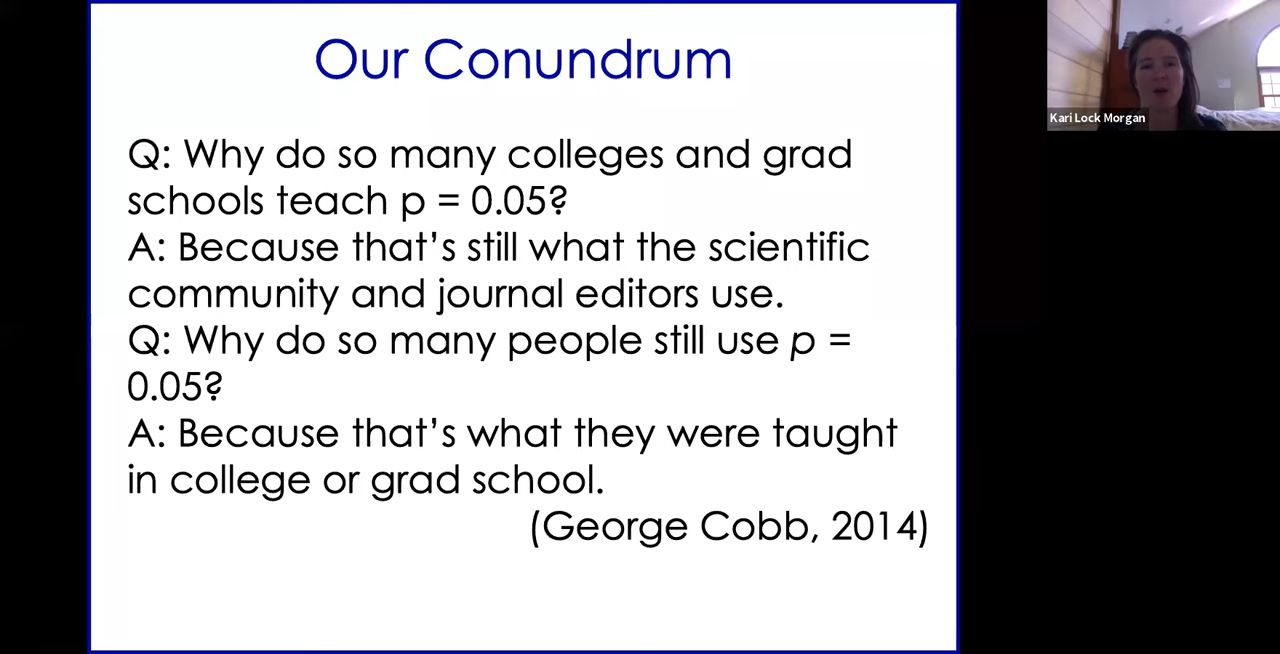 Our Conundrum
Q: Why do so many colleges and grad
schools teach p = 0.05?
A: Because that’s still what the scientific
community and journal editors use.
Q: Why do so many people still use p =
0.05?
A: Because that’s what they were taught
in college or grad school.
(George Cobb, 2014)
Kari Lock Morgan